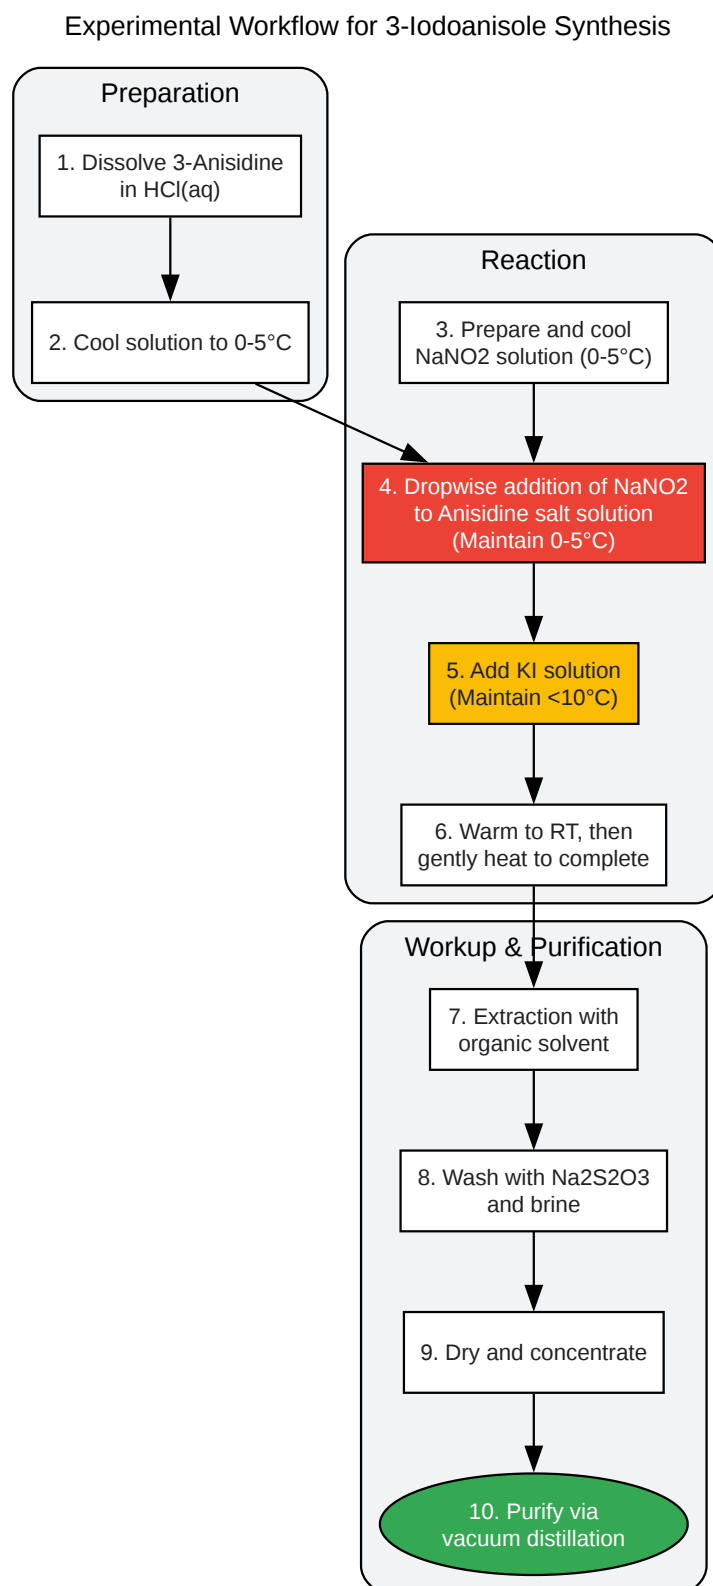 Experimental Workflow for 3-Iodoanisole Synthesis
Preparation
1. Dissolve 3-Anisidine
in HCl(aq)
2. Cool solution to 0-5°C
Reaction
3. Prepare and cool
NaNO2 solution (0-5°C)
4. Dropwise addition of NaNO2
to Anisidine salt solution
(Maintain 0-5°C)
5. Add KI solution
(Maintain <10°C)
6. Warm to RT, then
gently heat to complete
Workup & Purification
7. Extraction with
organic solvent
8. Wash with Na2S2O3
and brine
9. Dry and concentrate
10. Purify via
vacuum distillation